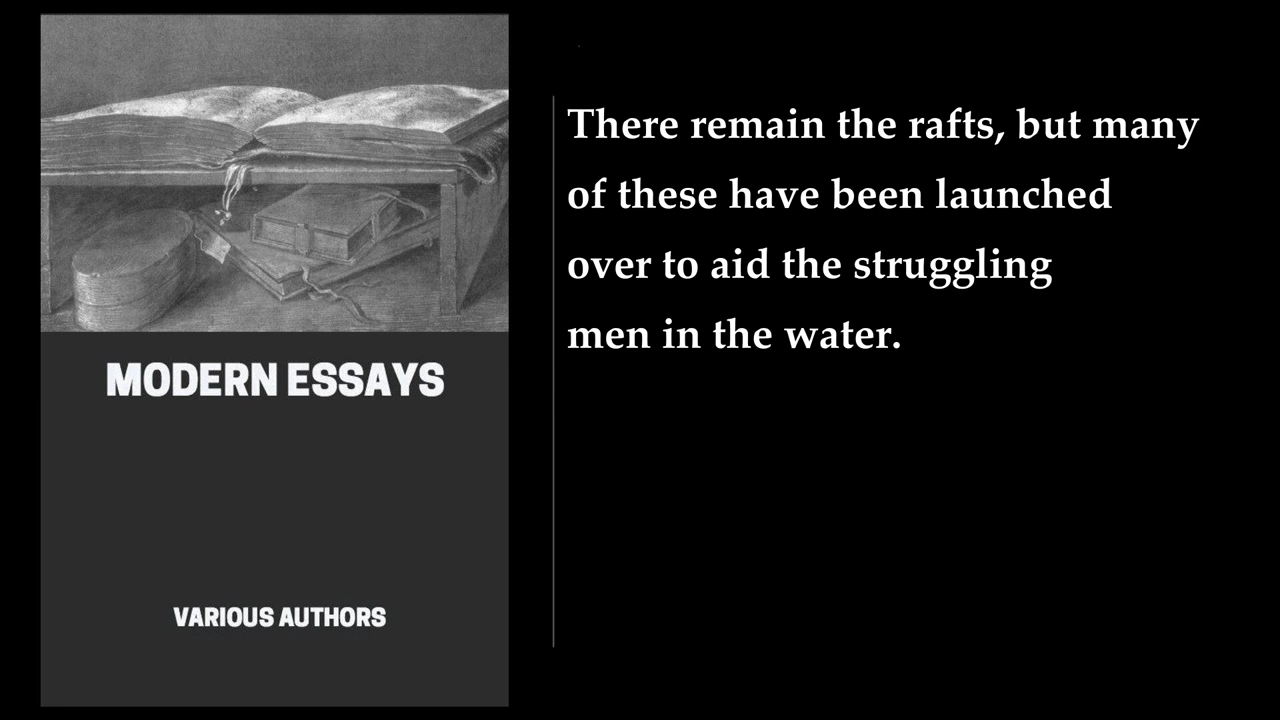 MODERN ESSAYS
VARIOUS AUTHORS
There remain the rafts, but many
of these have been launched
over to aid the struggling
men in the water.